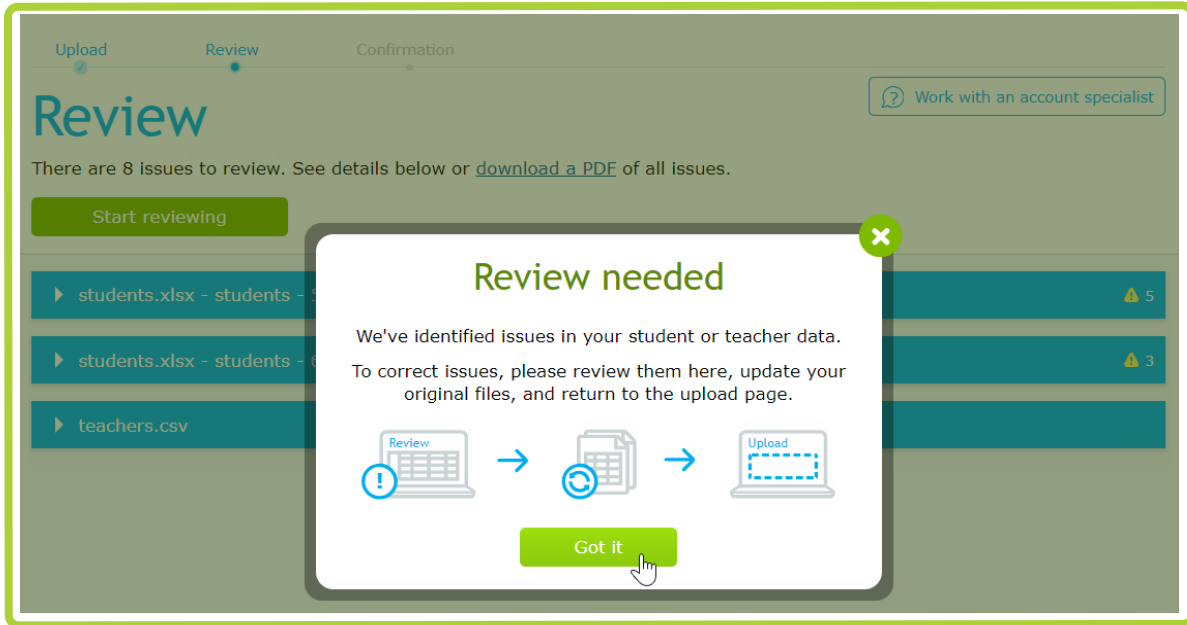 Upload Review Confirmation
Review
Work with an account specialist
There are 8 issues to review. See details below or download a PDF of all issues.
Start reviewing
Review needed
students.xlsx - students - 5
We've identified issues in your student or teacher data.
students.xlsx - students - 6 3
To correct issues, please review them here, update your
original files, and return to the upload page.
teachers.csv
Review
Upload
Got it